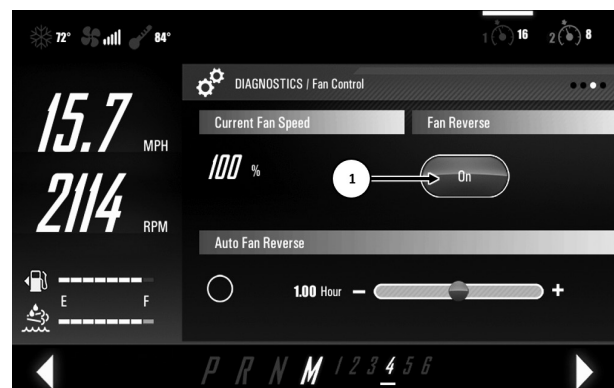 72° 84° 1 16 2 8
DIAGNOSTICS / Fan Control
15.7 MPH
2114 RPM
Current Fan Speed Fan Reverse
100 % 1 On
Auto Fan Reverse
1.00 Hour − +
E F
P R N M 1 2 3 4 5 6